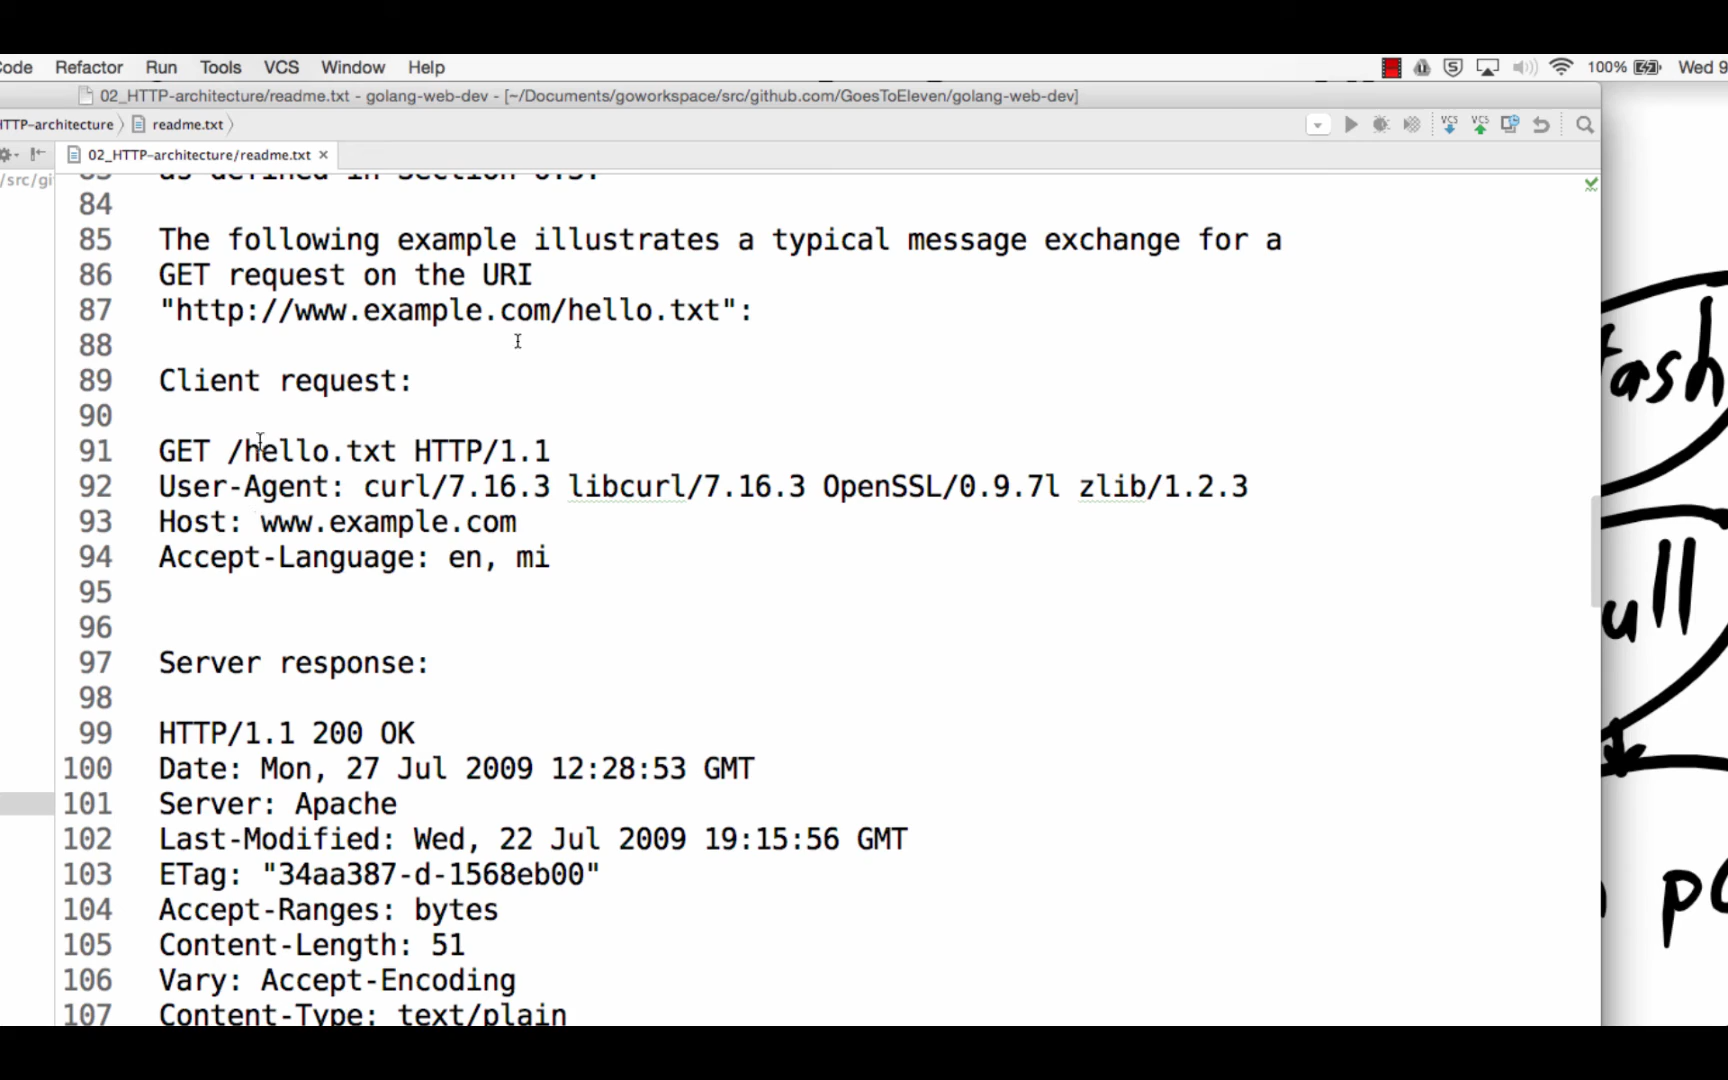 Code Refactor Run Tools VCS Window Help 100% Wed 9
02_HTTP-architecture/readme.txt - golang-web-dev - [~/Documents/goworkspace/src/github.com/GoesToEleven/golang-web-dev]
HTTP-architecture readme.txt
02_HTTP-architecture/readme.txt
/src/gi
84
85 The following example illustrates a typical message exchange for a
86 GET request on the URI
87 "http://www.example.com/hello.txt":
88
89 Client request:
90
91 GET /hello.txt HTTP/1.1
92 User-Agent: curl/7.16.3 libcurl/7.16.3 OpenSSL/0.9.7l zlib/1.2.3
93 Host: www.example.com
94 Accept-Language: en, mi
95
96
97 Server response:
98
99 HTTP/1.1 200 OK
100 Date: Mon, 27 Jul 2009 12:28:53 GMT
101 Server: Apache
102 Last-Modified: Wed, 22 Jul 2009 19:15:56 GMT
103 ETag: "34aa387-d-1568eb00"
104 Accept-Ranges: bytes
105 Content-Length: 51
106 Vary: Accept-Encoding
107 Content-Type: text/plain